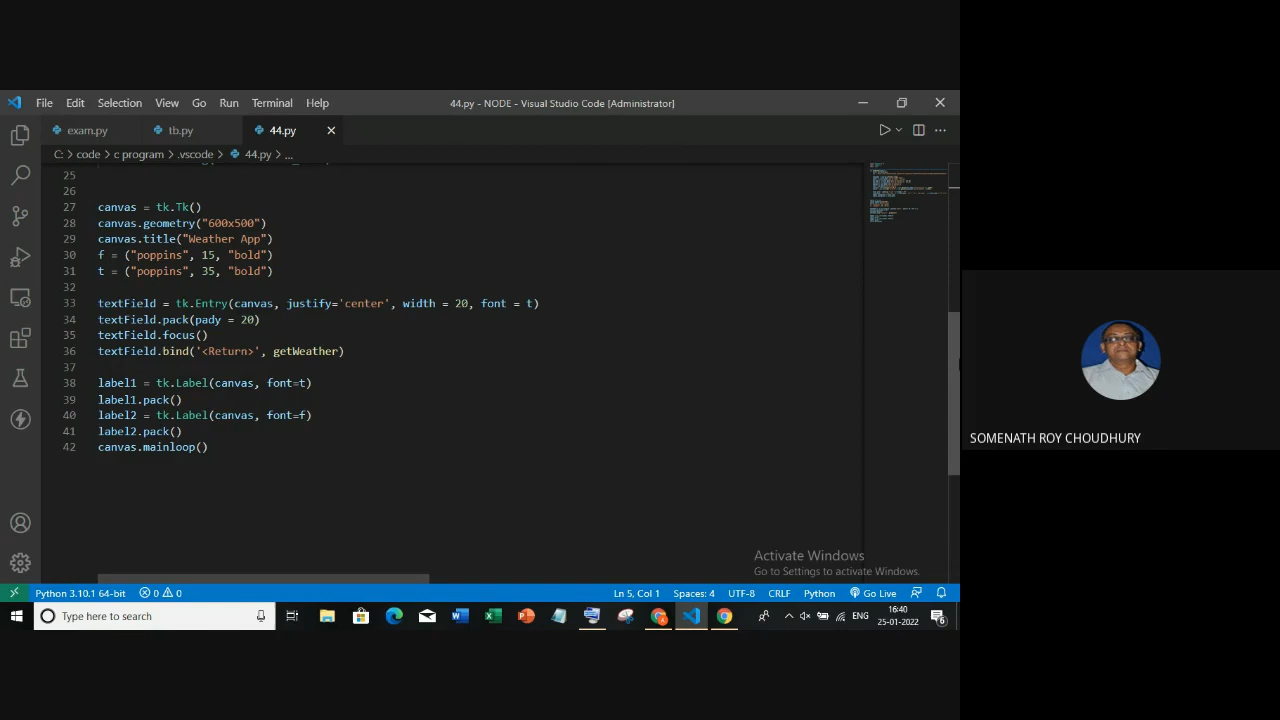 File Edit Selection View Go Run Terminal Help 44.py - NODE - Visual Studio Code [Administrator]
exam.py tb.py 44.py
C: > code > c program > .vscode > 44.py > ...
25
26
27 canvas = tk.Tk()
28 canvas.geometry("600x500")
29 canvas.title("Weather App")
30 f = ("poppins", 15, "bold")
31 t = ("poppins", 35, "bold")
32
33 textField = tk.Entry(canvas, justify='center', width = 20, font = t)
34 textField.pack(pady = 20)
35 textField.focus()
36 textField.bind('<Return>', getWeather)
37
38 label1 = tk.Label(canvas, font=t)
39 label1.pack()
40 label2 = tk.Label(canvas, font=f)
41 label2.pack()
42 canvas.mainloop()
SOMENATH ROY CHOUDHURY
Activate Windows
Go to Settings to activate Windows.
Python 3.10.1 64-bit 0 0 Ln 5, Col 1 Spaces: 4 UTF-8 CRLF Python Go Live
Type here to search ENG 16:40
25-01-2022 6